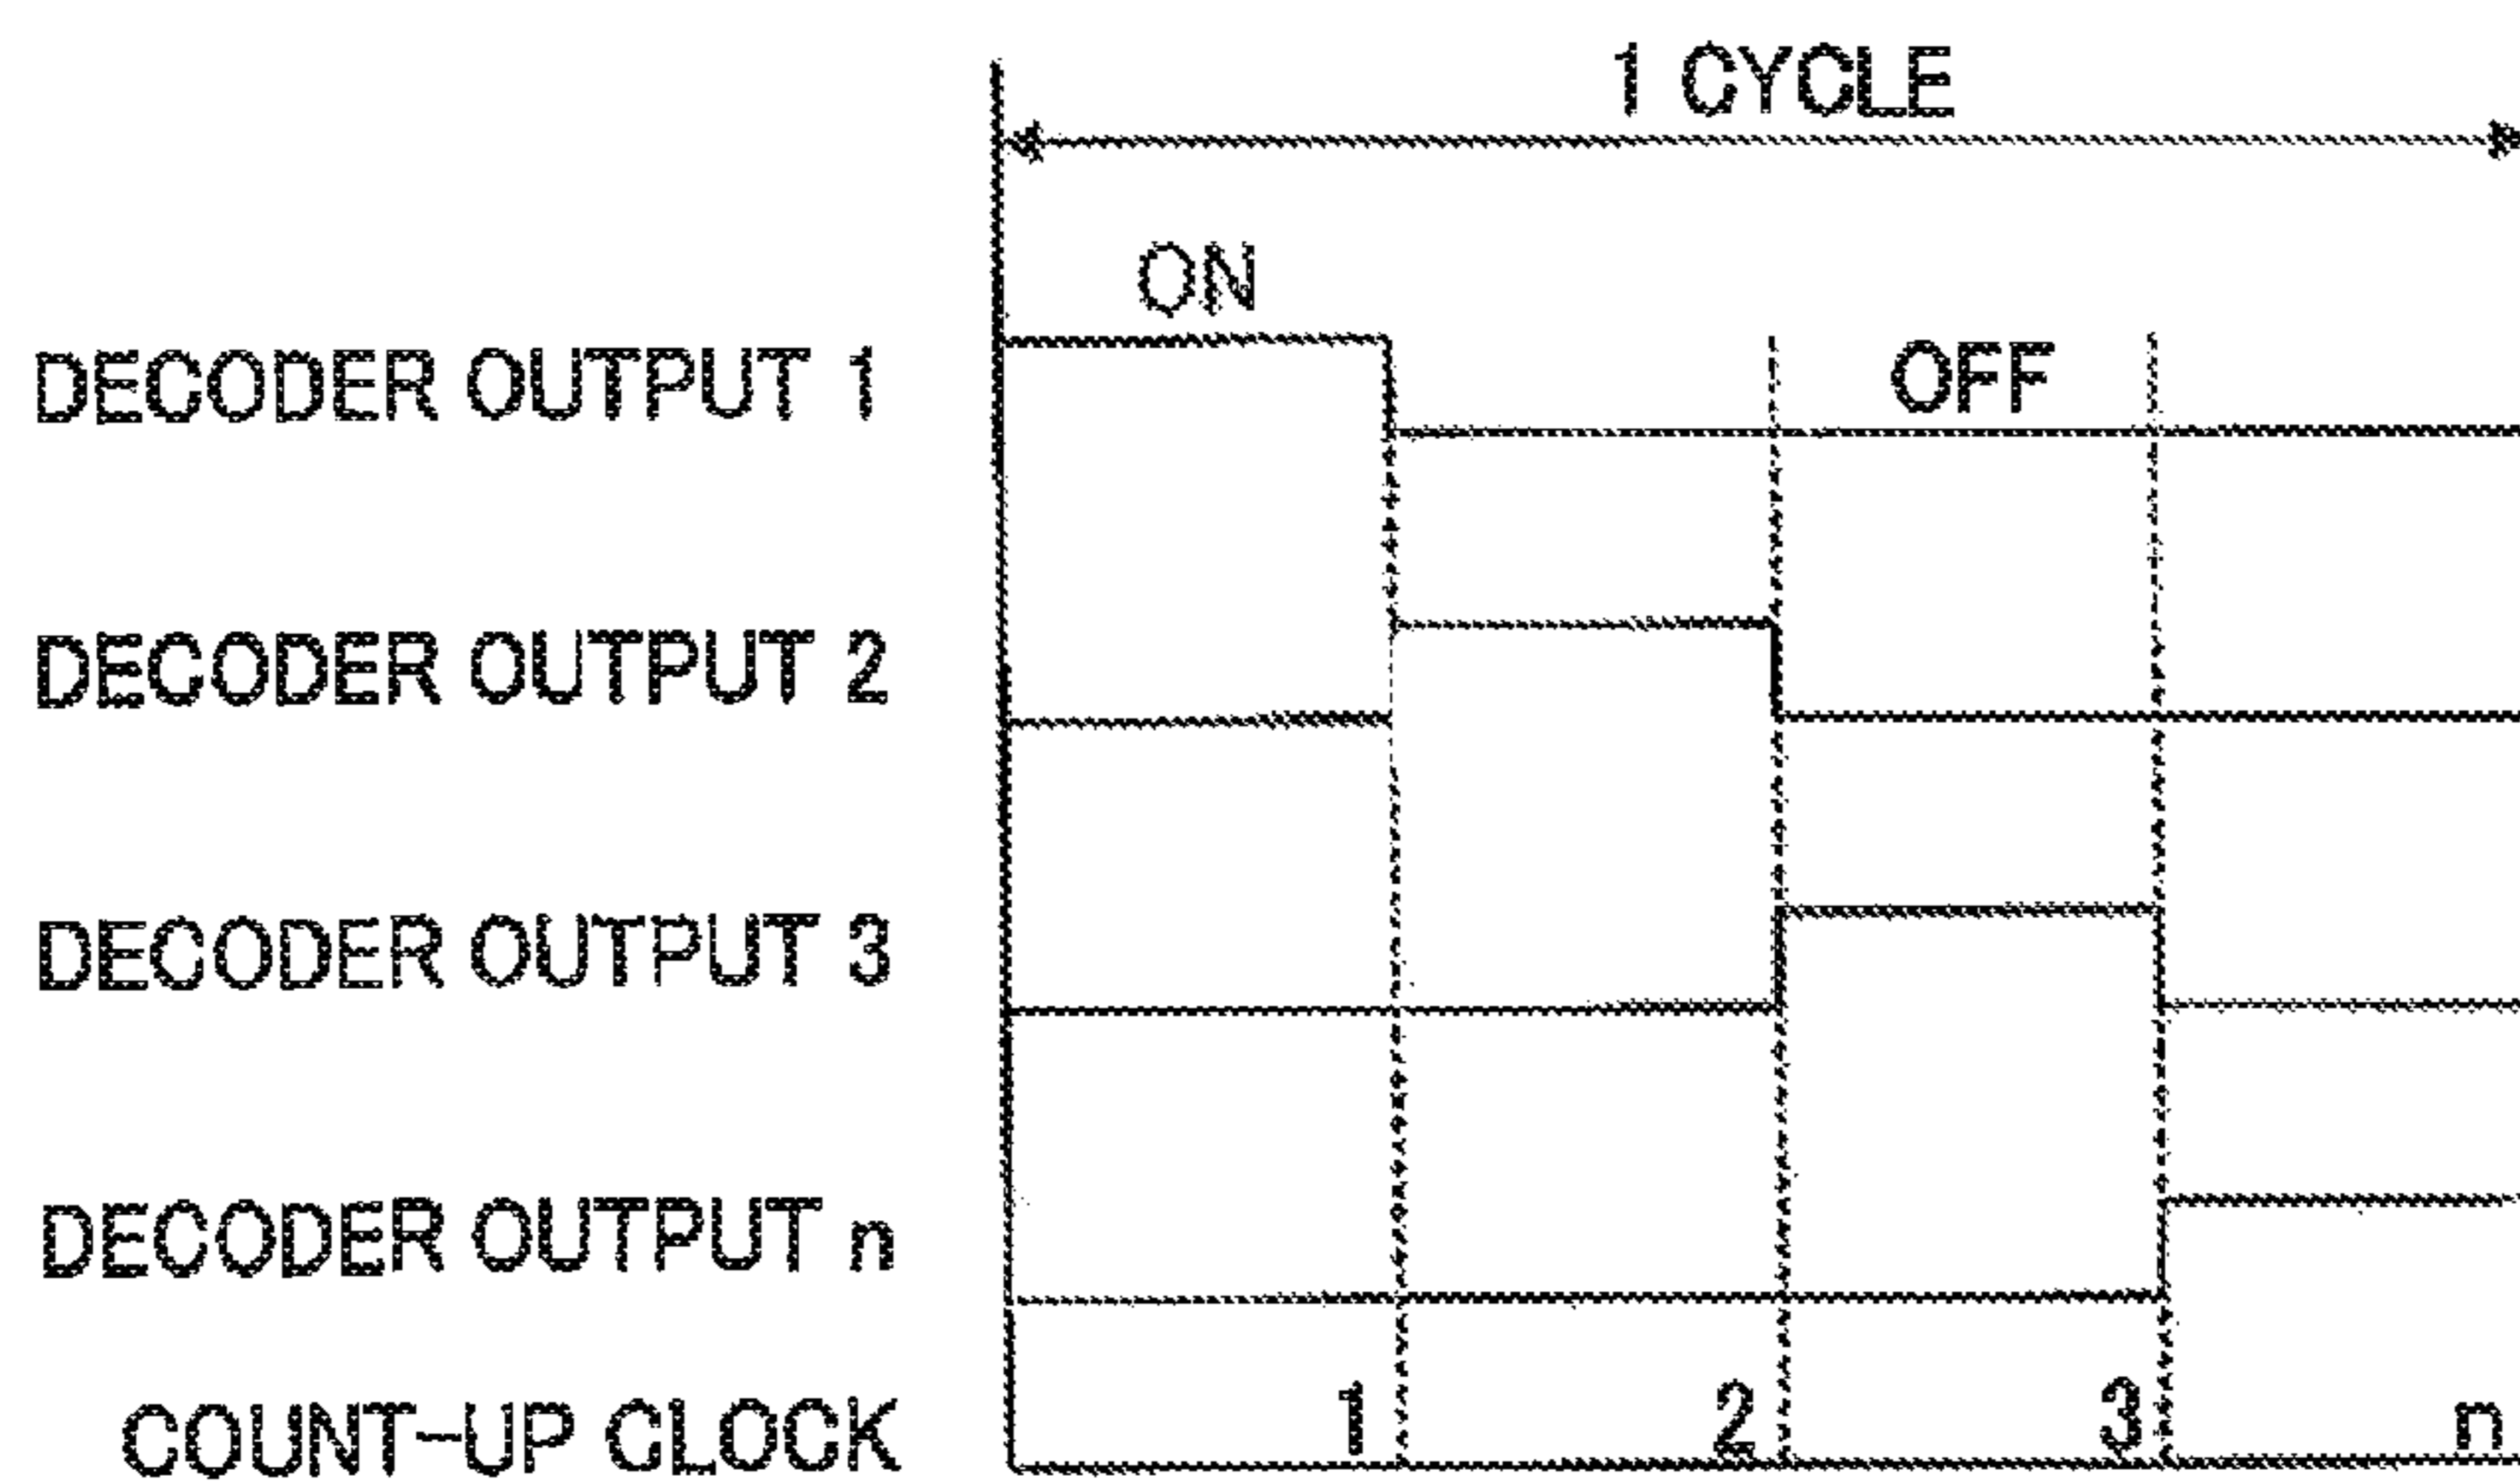 1 CYCLE
ON
DECODER OUTPUT 1
OFF
DECODER OUTPUT 2
DECODER OUTPUT 3
DECODER OUTPUT n
COUNT-UP CLOCK 1 2 3 n